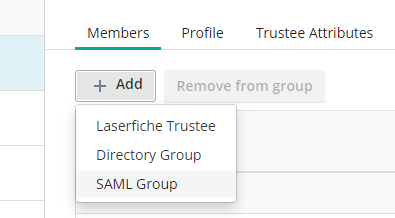 Members Profile Trustee Attributes
+ Add Remove from group
Laserfiche Trustee
Directory Group
SAML Group